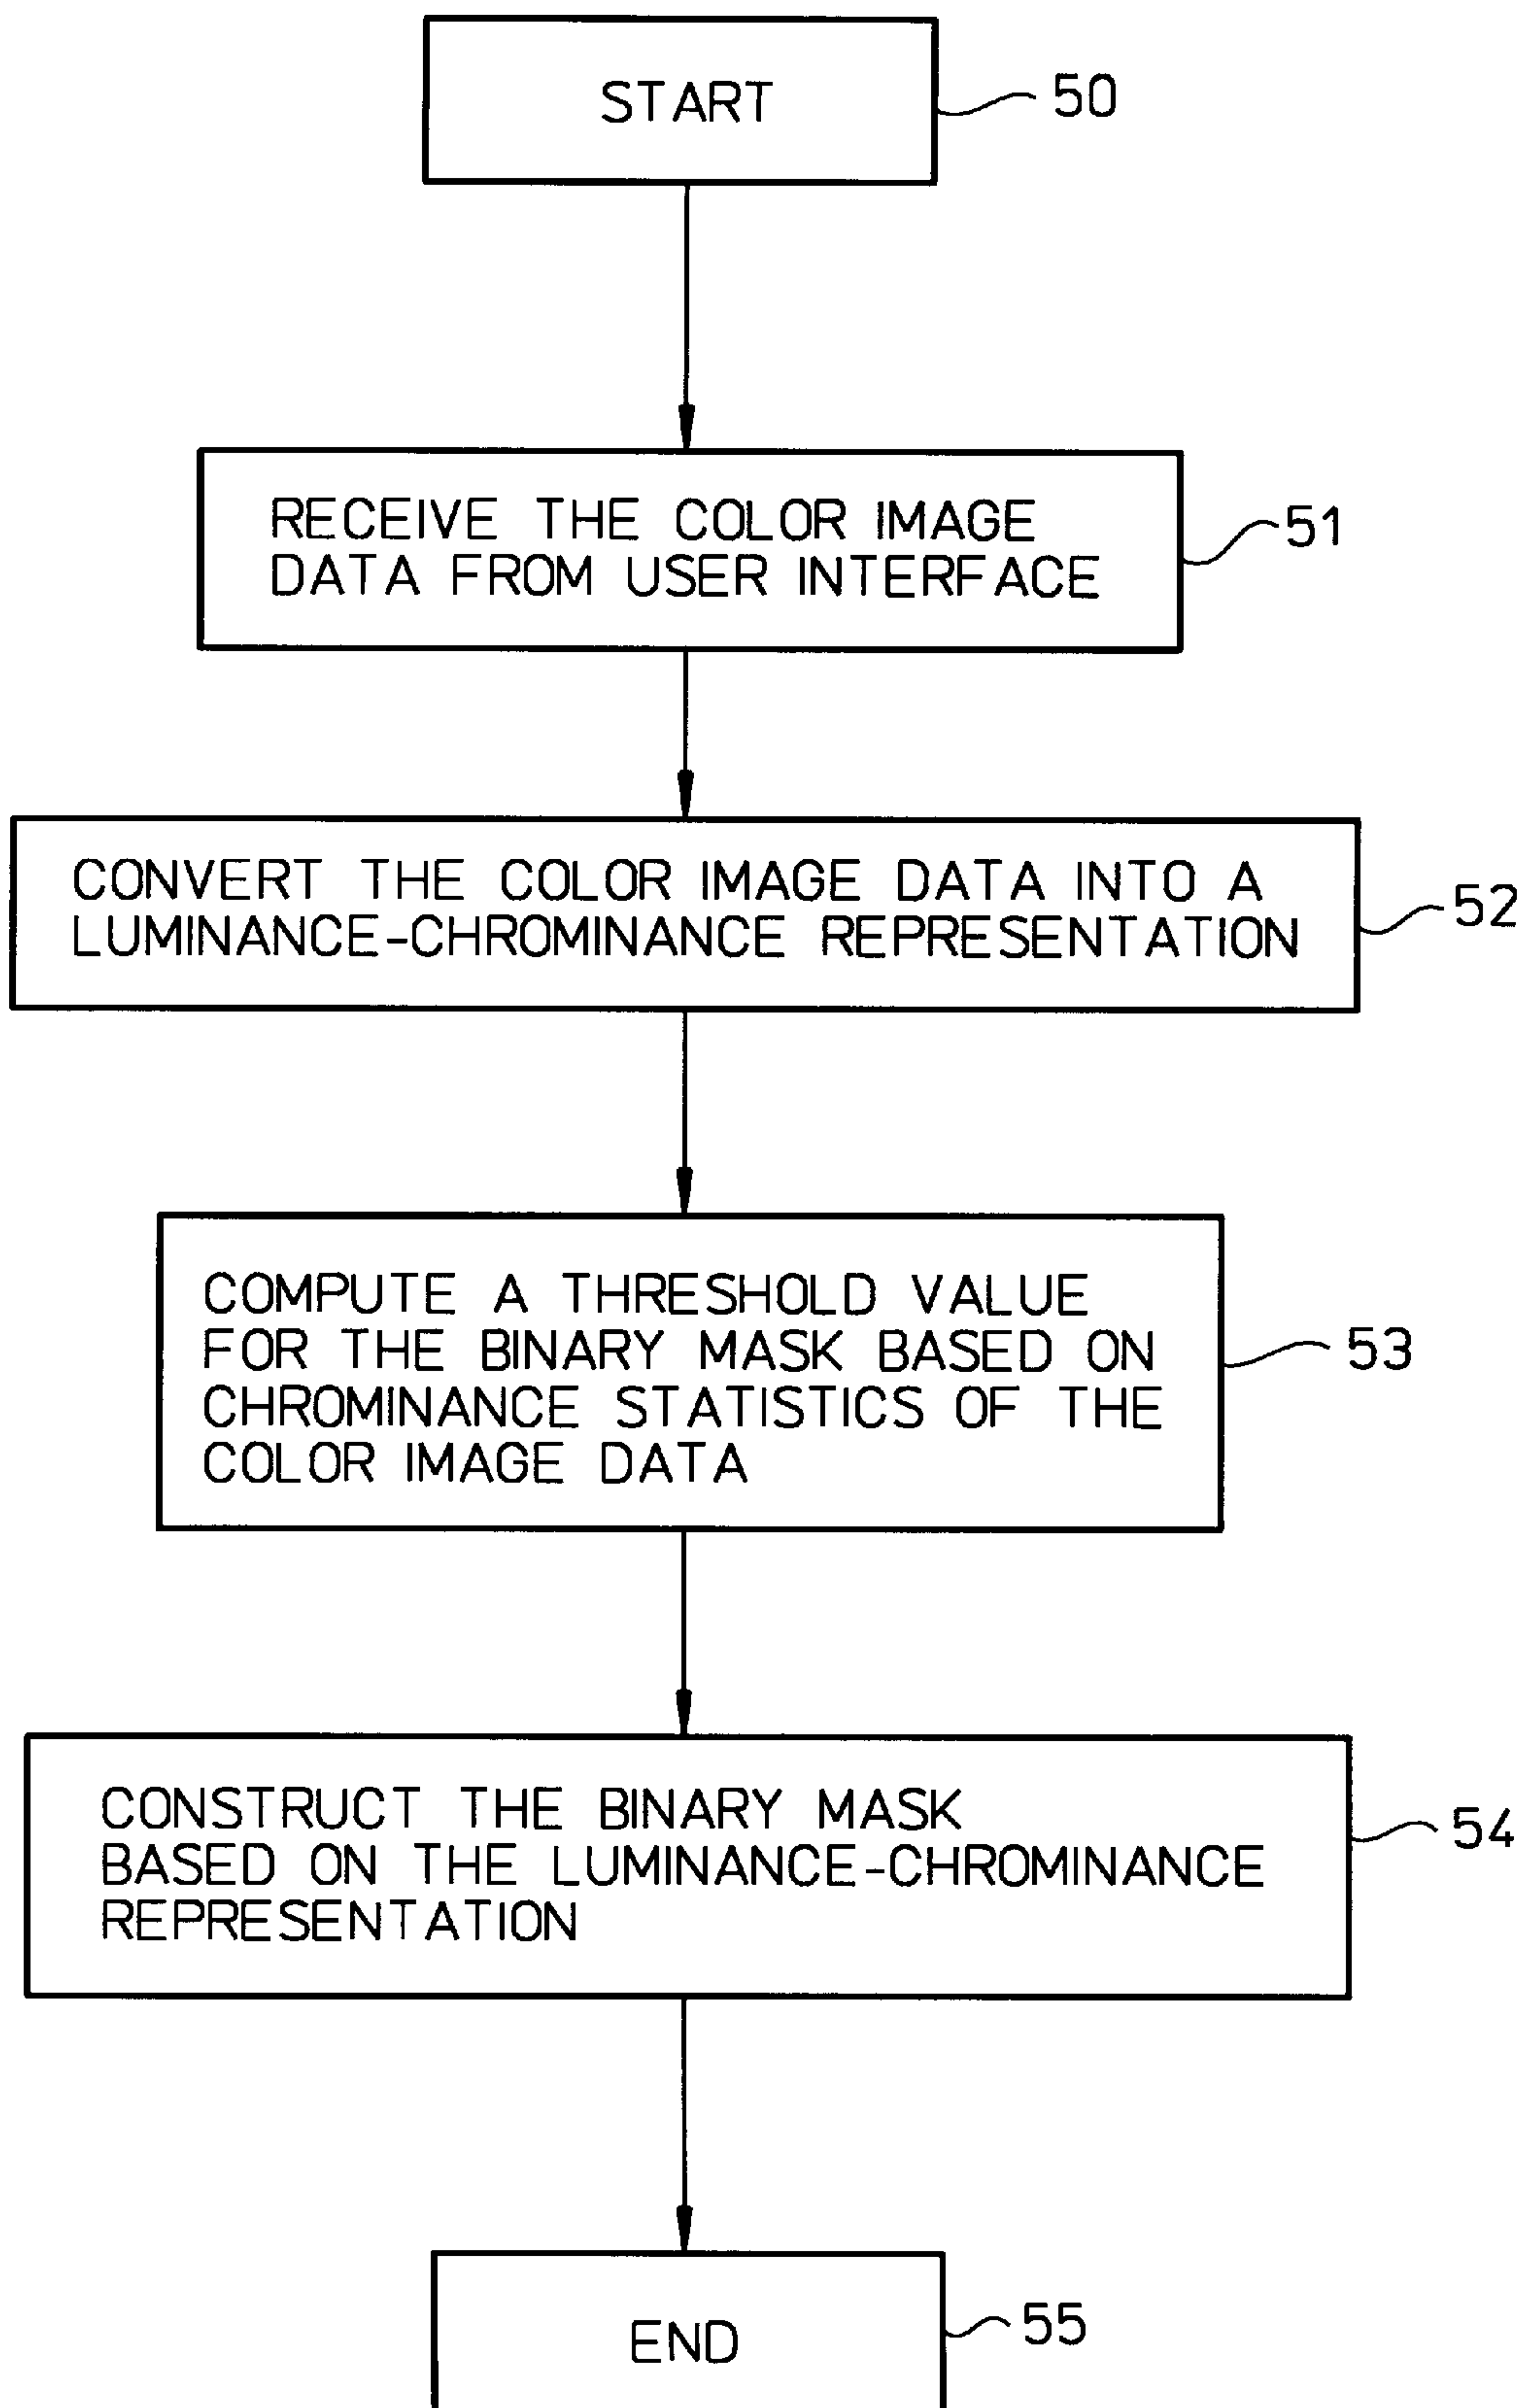 START
50
RECEIVE THE COLOR IMAGE
DATA FROM USER INTERFACE
51
CONVERT THE COLOR IMAGE DATA INTO A
LUMINANCE-CHROMINANCE REPRESENTATION
52
COMPUTE A THRESHOLD VALUE
FOR THE BINARY MASK BASED ON
CHROMINANCE STATISTICS OF THE
COLOR IMAGE DATA
53
CONSTRUCT THE BINARY MASK
BASED ON THE LUMINANCE-CHROMINANCE
REPRESENTATION
54
END
55